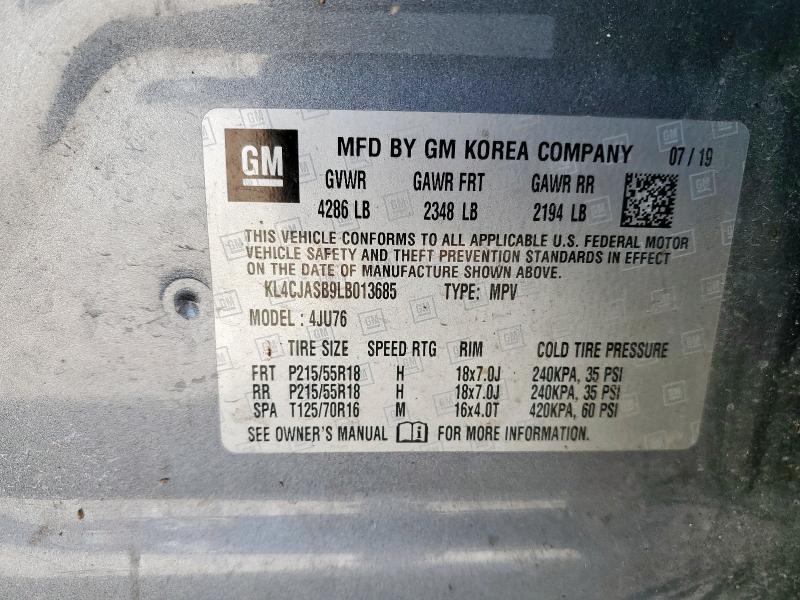 GM MFD BY GM KOREA COMPANY 07 / 19
GVWR GAWR FRT GAWR RR
4286 LB 2348 LB 2194 LB
THIS VEHICLE CONFORMS TO ALL APPLICABLE U.S. FEDERAL MOTOR
VEHICLE SAFETY AND THEFT PREVENTION STANDARDS IN EFFECT
ON THE DATE OF MANUFACTURE SHOWN ABOVE.
KL4CJASB9LB013685 TYPE: MPV
MODEL : 4JU76
TIRE SIZE SPEED RTG RIM COLD TIRE PRESSURE
FRT P215/55R18 H 18x7.0J 240KPA, 35 PSI
RR P215/55R18 H 18x7.0J 240KPA, 35 PSI
SPA T125/70R16 M 16x4.0T 420KPA, 60 PSI
SEE OWNER'S MANUAL FOR MORE INFORMATION.